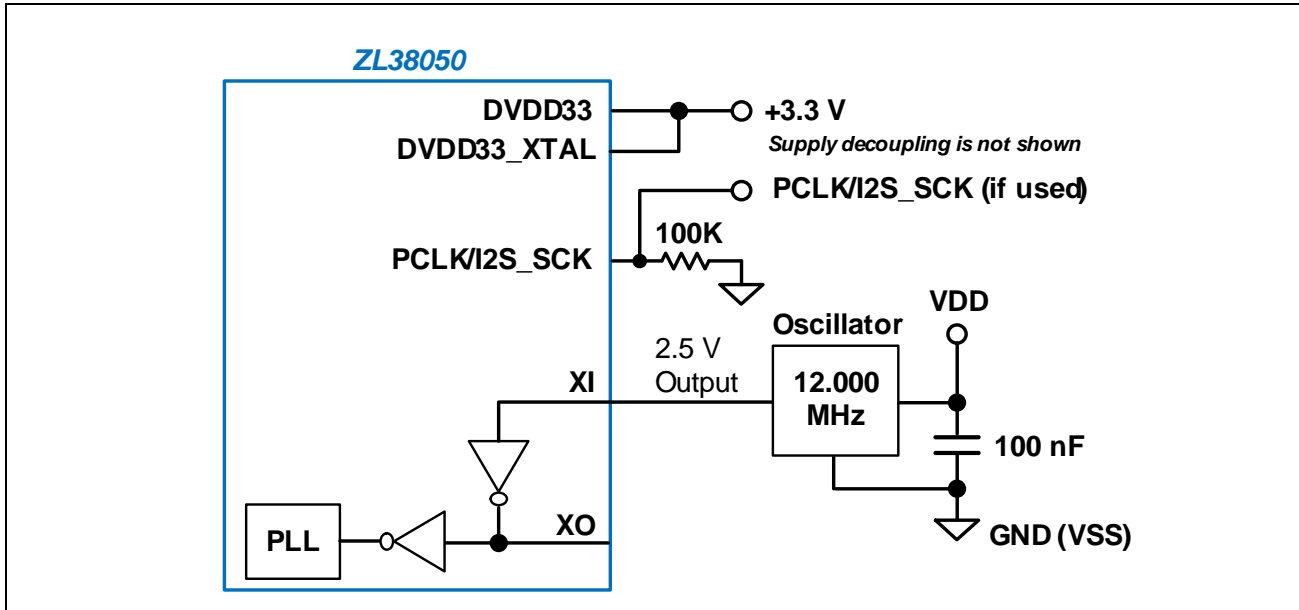 ZL38050
DVDD33
+3.3 V
DVDD33_XTAL
Supply decoupling is not shown
PCLK/I2S_SCK (if used)
100K
PCLK/I2S_SCK
VDD
Oscillator
2.5 V
Output
XI
12.000
MHz
100 nF
XO
PLL
GND (VSS)